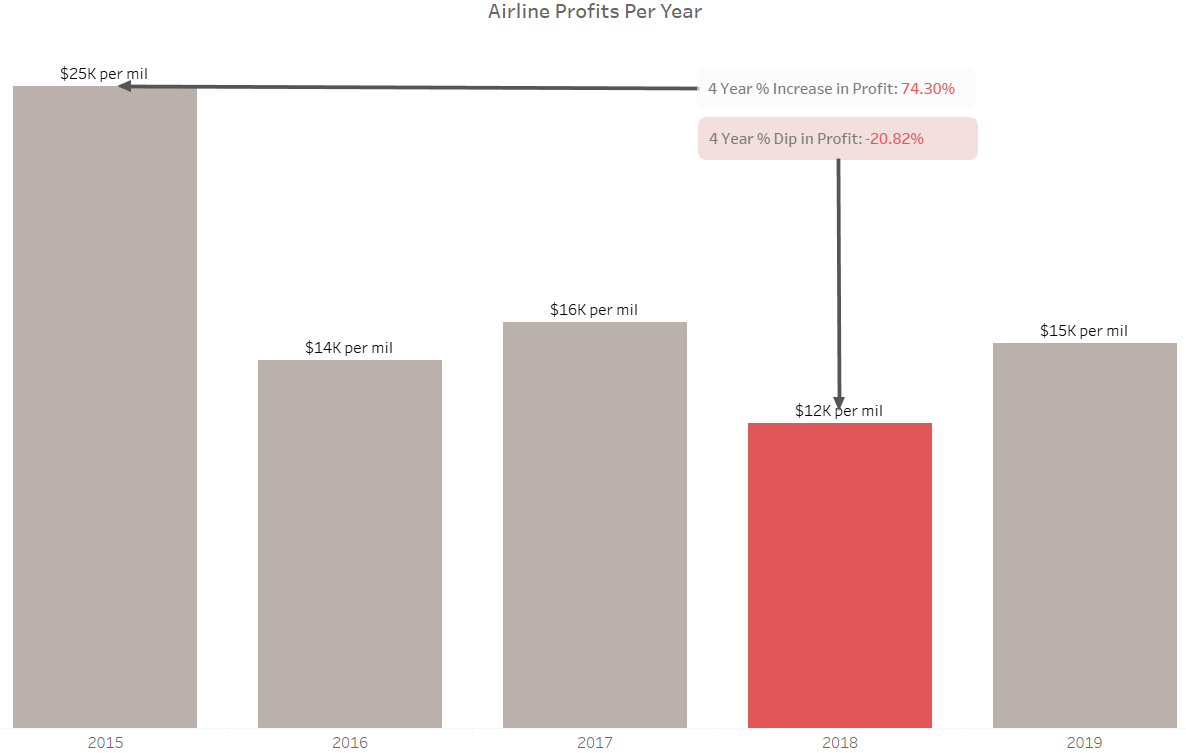 Airline Profits Per Year
$25K per mil
4 Year % Increase in Profit: 74.30%
4 Year % Dip in Profit: -20.82%
$16K per mil
$15K per mil
$14K per mil
$12K per mil
2015
2016
2017
2018
2019